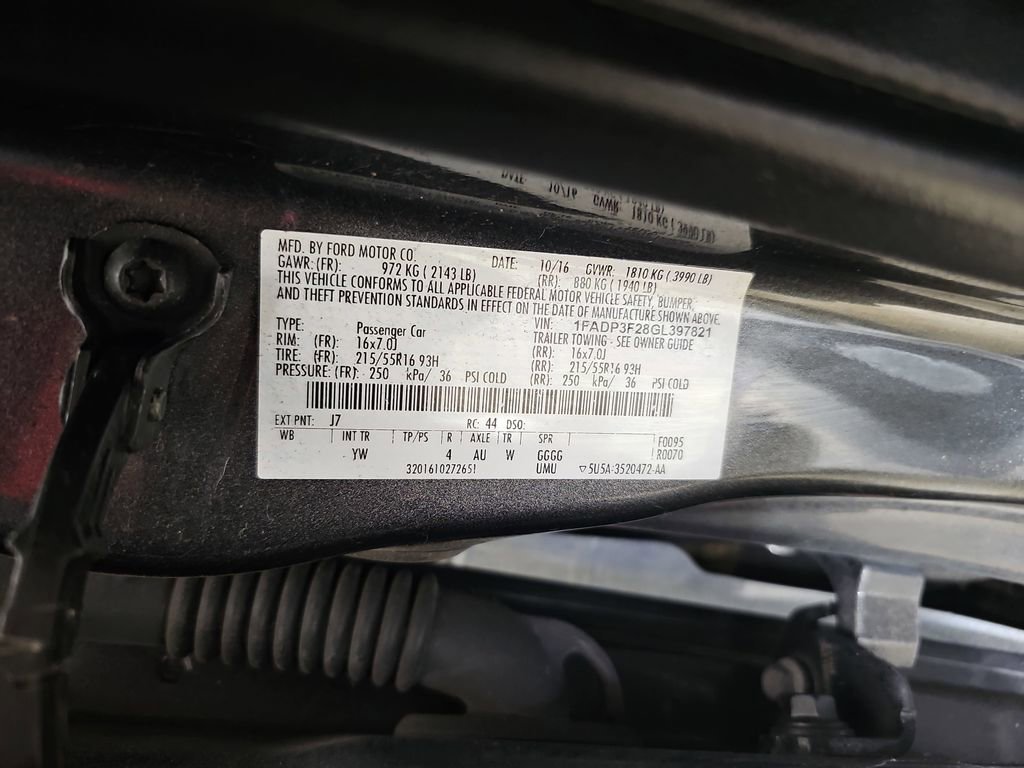 MFD. BY FORD MOTOR CO. DATE: 10/16 GVWR: 1810 KG ( 3990 LB)
GAWR: (FR): 972 KG ( 2143 LB) (RR): 880 KG ( 1940 LB)
THIS VEHICLE CONFORMS TO ALL APPLICABLE FEDERAL MOTOR VEHICLE SAFETY, BUMPER,
AND THEFT PREVENTION STANDARDS IN EFFECT ON THE DATE OF MANUFACTURE SHOWN ABOVE.
VIN: 1FADP3F28GL397821
TYPE: Passenger Car TRAILER TOWING - SEE OWNER GUIDE
RIM: (FR): 16x7.0J (RR): 16x7.0J
TIRE: (FR): 215/55R16 93H (RR): 215/55R16 93H
PRESSURE: (FR): 250 kPa/ 36 PSI COLD (RR): 250 kPa/ 36 PSI COLD
EXT PNT: J7 RC: 44 DSO:
WB INT TR TP/PS R AXLE TR SPR F0095
YW 4 AU W GGGG R0070
3201610272651 UMU ▽5U5A-3520472-AA